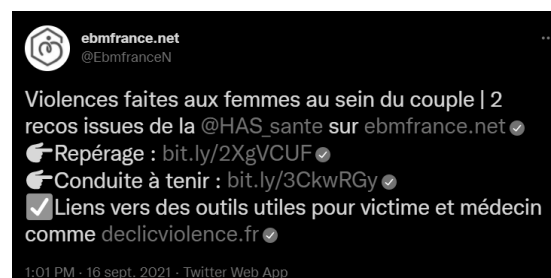 ebmfrance.net
@EbmfranceN
Violences faites aux femmes au sein du couple | 2
recos issues de la @HAS_sante sur ebmfrance.net
👉Repérage : bit.ly/2XgVCUF
👉Conduite à tenir : bit.ly/3CkwRGy
✅Liens vers des outils utiles pour victime et médecin
comme declicviolence.fr
1:01 PM · 16 sept. 2021 · Twitter Web App